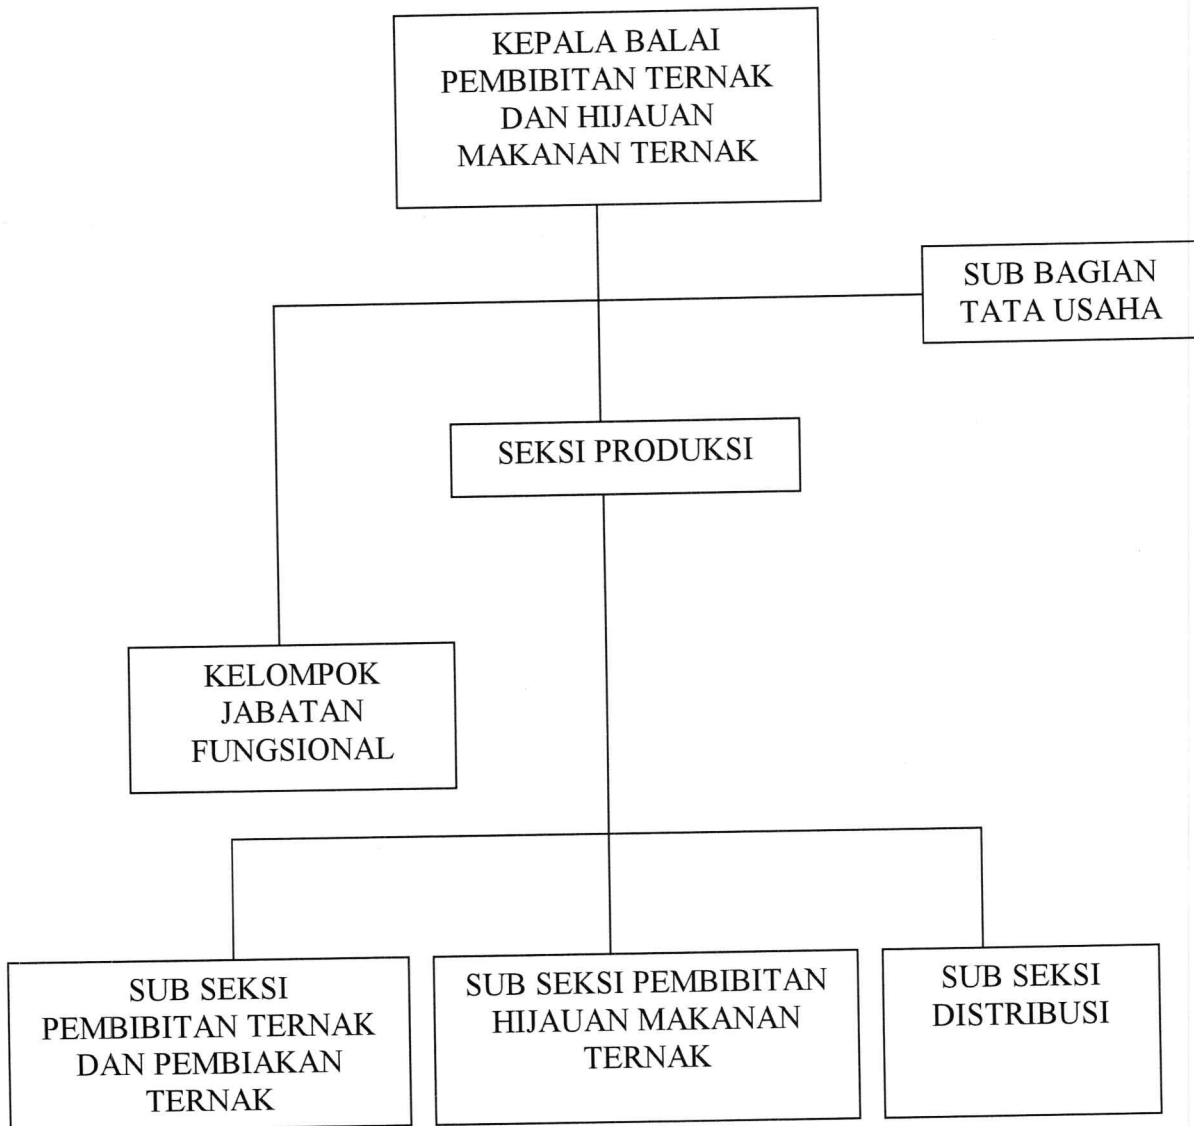 KEPALA BALAI
PEMBIBITAN TERNAK
DAN HIJAUAN
MAKANAN TERNAK
SUB BAGIAN
TATA USAHA
SEKSI PRODUKSI
KELOMPOK
JABATAN
FUNGSIONAL
SUB SEKSI
PEMBIBITAN TERNAK
DAN PEMBIAKAN
TERNAK
SUB SEKSI PEMBIBITAN
HIJAUAN MAKANAN
TERNAK
SUB SEKSI
DISTRIBUSI